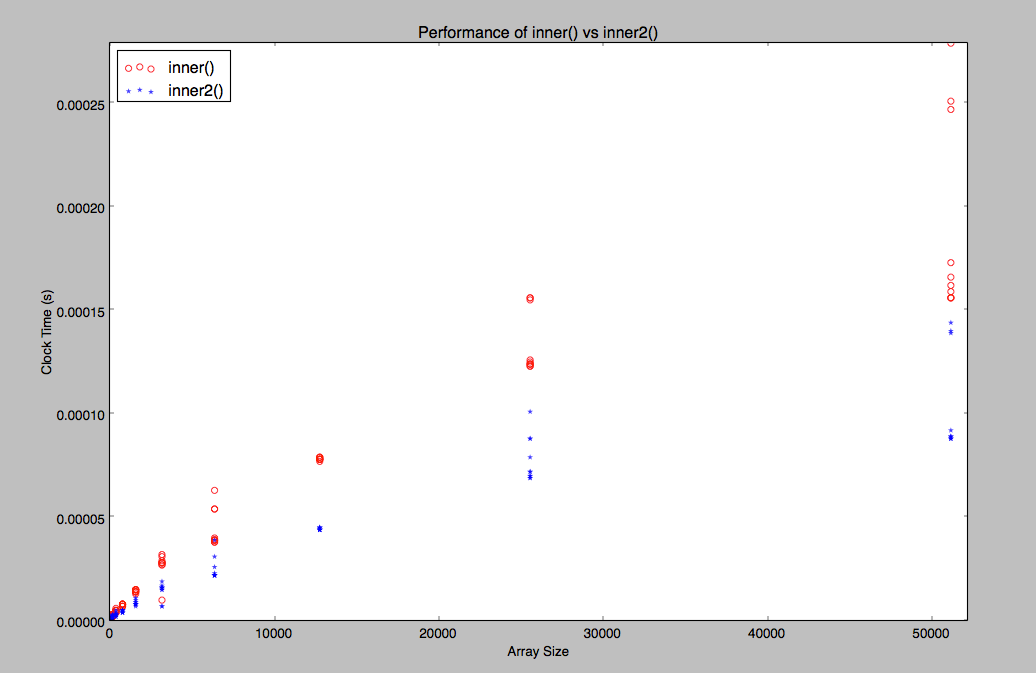 Performance of inner() vs inner2()
inner()
inner2()
0.00025
0.00020
0.00015
0.00010
0.00005
0.00000
Clock Time (s)
0 10000 20000 30000 40000 50000
Array Size